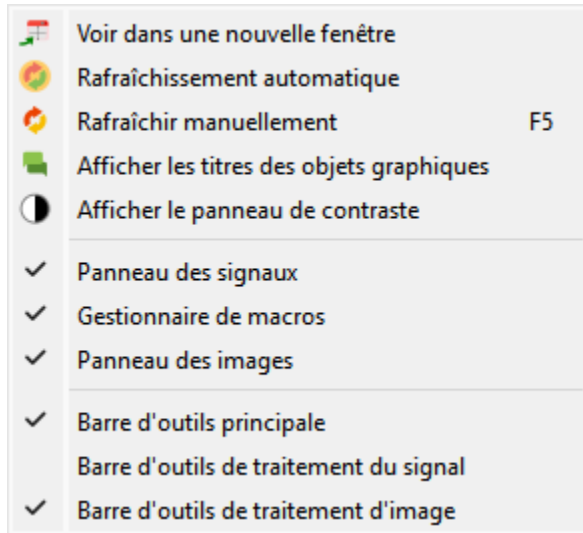 Voir dans une nouvelle fenêtre
Rafraîchissement automatique
Rafraîchir manuellement F5
Afficher les titres des objets graphiques
Afficher le panneau de contraste
Panneau des signaux
Gestionnaire de macros
Panneau des images
Barre d'outils principale
Barre d'outils de traitement du signal
Barre d'outils de traitement d'image